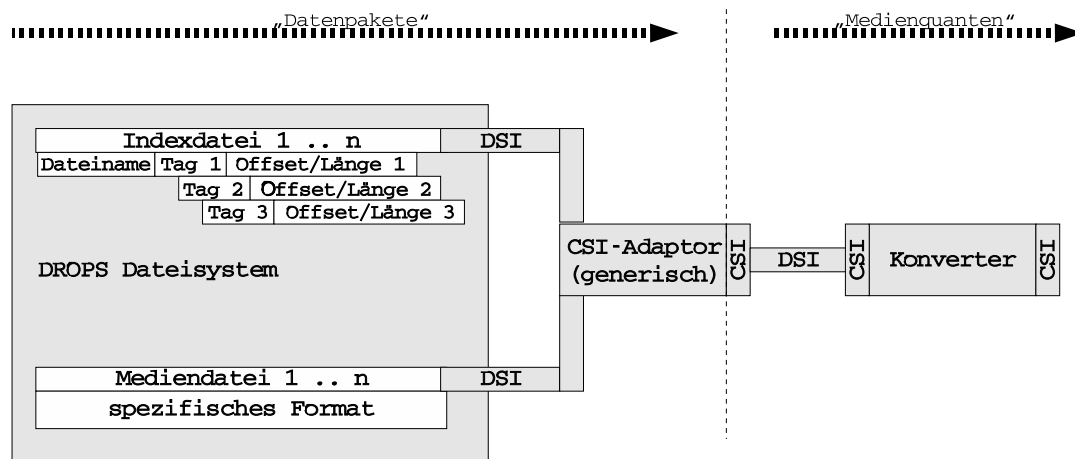 „Datenpakete“
„Medienquanten“
Indexdatei 1 .. n
DSI
Dateiname Tag 1 Offset/Länge 1
Tag 2 Offset/Länge 2
Tag 3 Offset/Länge 3
DROPS Dateisystem
CSI-Adaptor
(generisch)
CSI
DSI
CSI
Konverter
CSI
Mediendatei 1 .. n
DSI
spezifisches Format